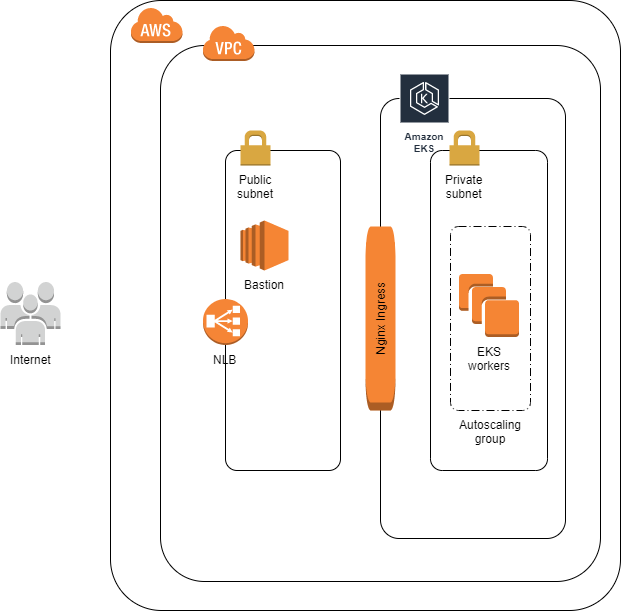 AWS
VPC
Amazon
EKS
Public
subnet
Private
subnet
Bastion
Nginx Ingress
NLB
Internet
EKS
workers
Autoscaling
group